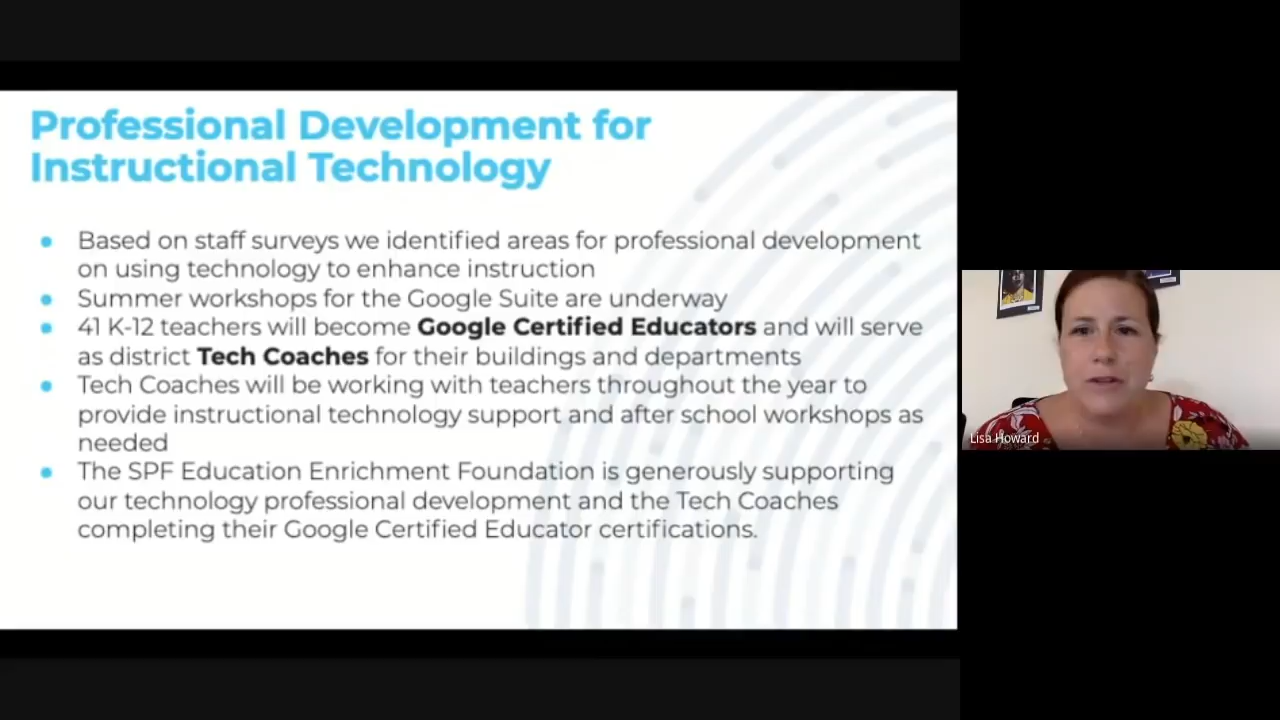 Professional Development for
Instructional Technology
Based on staff surveys we identified areas for professional development
on using technology to enhance instruction
Summer workshops for the Google Suite are underway
41 K-12 teachers will become Google Certified Educators and will serve
as district Tech Coaches for their buildings and departments
Tech Coaches will be working with teachers throughout the year to
provide instructional technology support and after school workshops as
needed
The SPF Education Enrichment Foundation is generously supporting
our technology professional development and the Tech Coaches
completing their Google Certified Educator certifications.
Lisa Howard